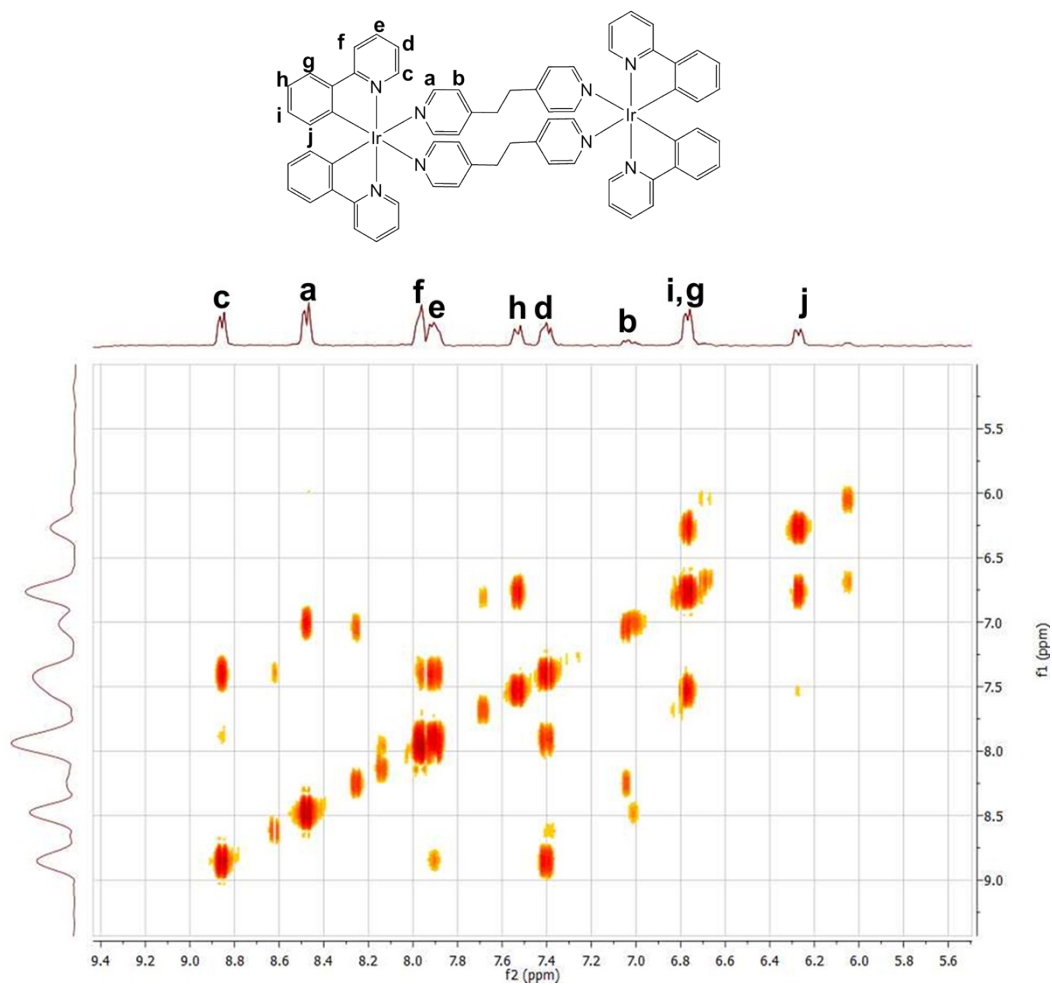 e
f
d
g
c
a
b
h
N
i
N
N
j
Ir
Ir
N
N
N
N
N
c
a
f
e
h
d
b
i,g
j
5.5
6.0
6.5
7.0
7.5
8.0
8.5
9.0
f1 (ppm)
9.4 9.2 9.0 8.8 8.6 8.4 8.2 8.0 7.8 7.6 7.4 7.2 7.0 6.8 6.6 6.4 6.2 6.0 5.8 5.6
f2 (ppm)